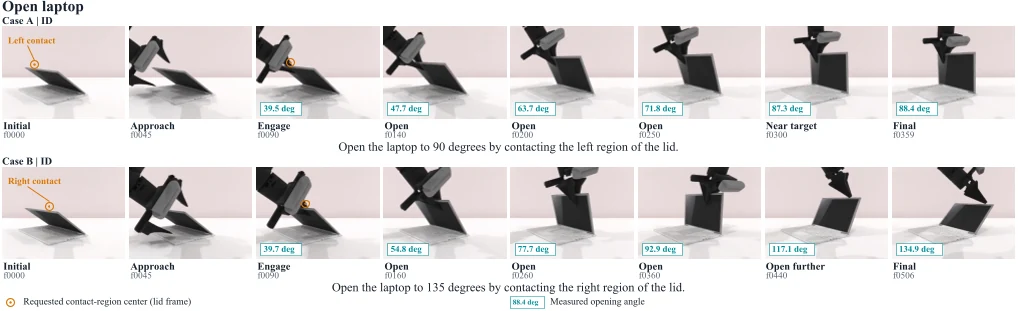 Open laptop
Case A | ID
Left contact
39.5 deg
47.7 deg
63.7 deg
71.8 deg
87.3 deg
88.4 deg
Initial
f0000
Approach
f0045
Engage
f0090
Open
f0140
Open
f0200
Open
f0250
Near target
f0300
Final
f0359
Open the laptop to 90 degrees by contacting the left region of the lid.
Case B | ID
Right contact
39.7 deg
54.8 deg
77.7 deg
92.9 deg
117.1 deg
134.9 deg
Initial
f0000
Approach
f0045
Engage
f0090
Open
f0160
Open
f0260
Open
f0360
Open further
f0440
Final
f0506
Open the laptop to 135 degrees by contacting the right region of the lid.
Requested contact-region center (lid frame)
88.4 deg Measured opening angle